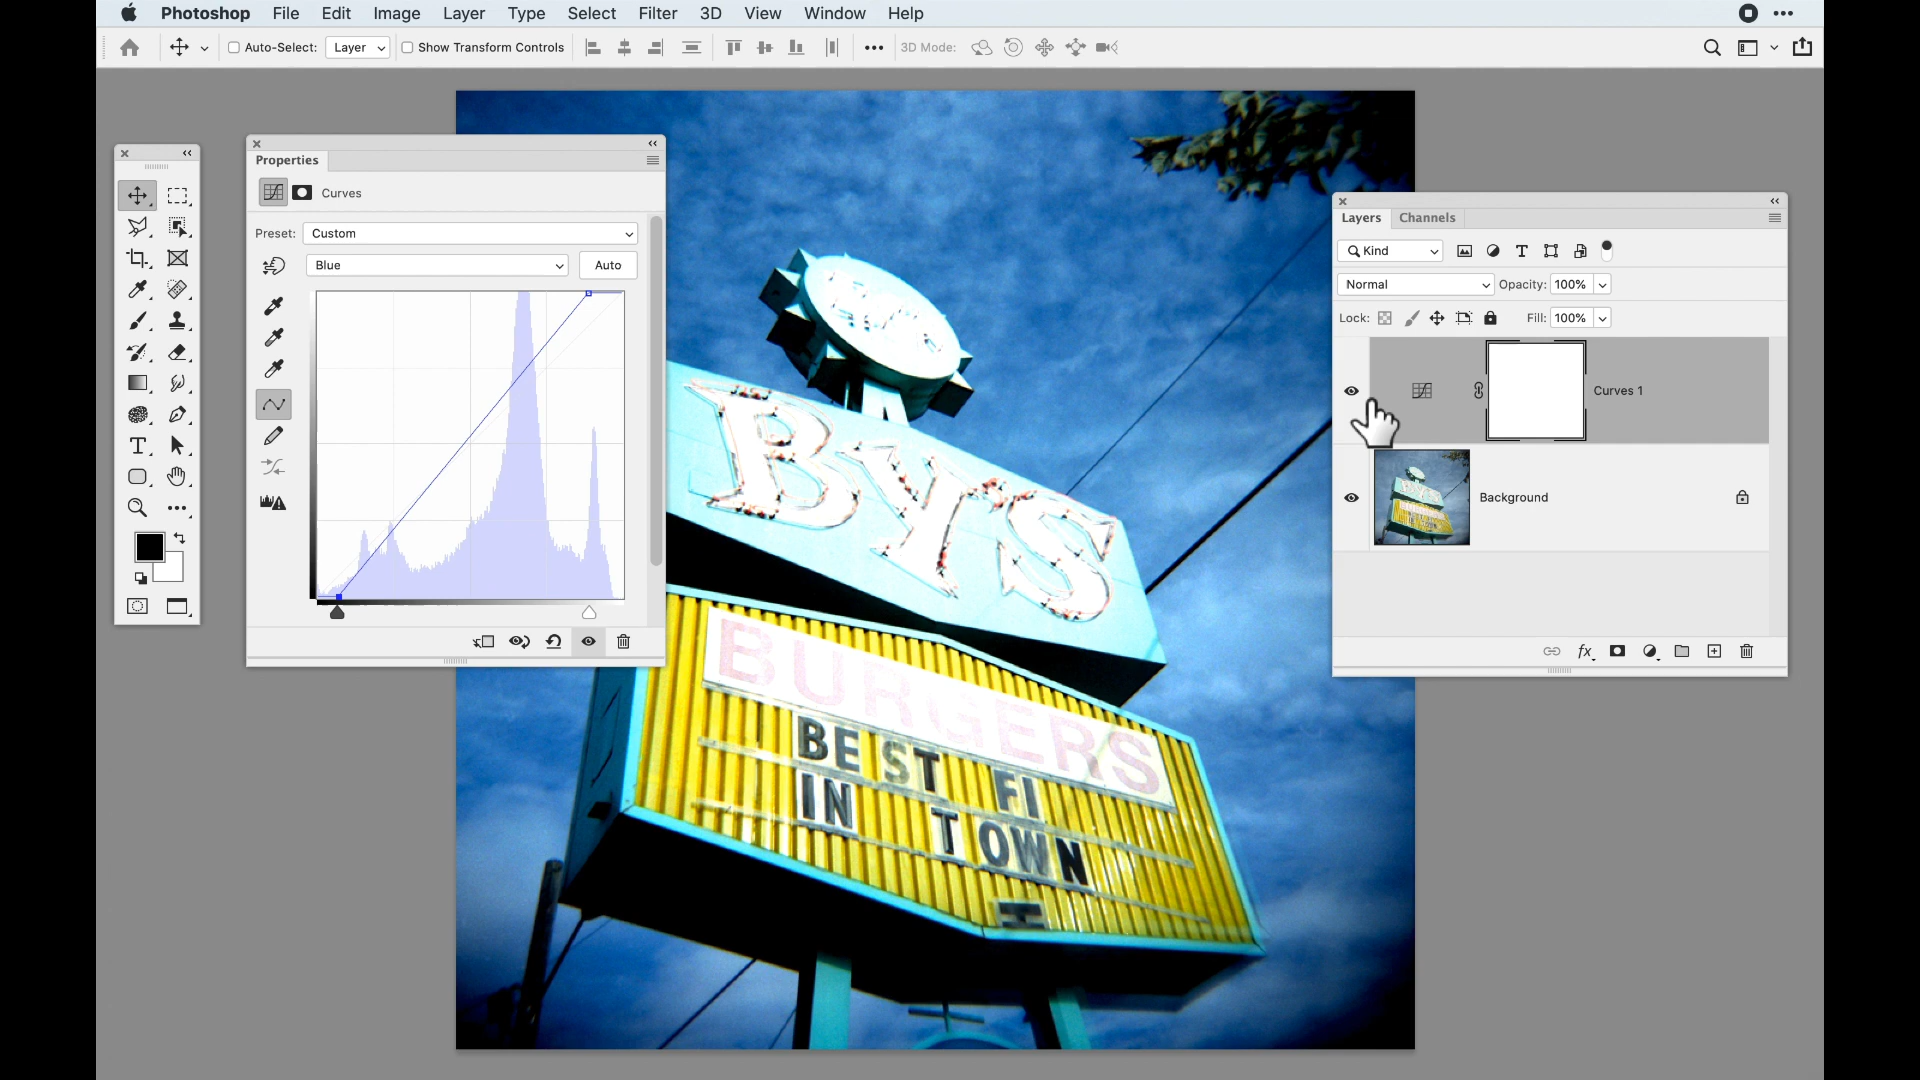 Photoshop File Edit Image Layer Type Select Filter 3D View Window Help
Auto-Select: Layer Show Transform Controls 3D Mode:
Properties
Curves
Preset: Custom
Blue Auto
Layers Channels
Kind
Normal Opacity: 100%
Lock: Fill: 100%
Curves 1
Background
BY'S
BURGERS
BEST FI
IN TOWN
H